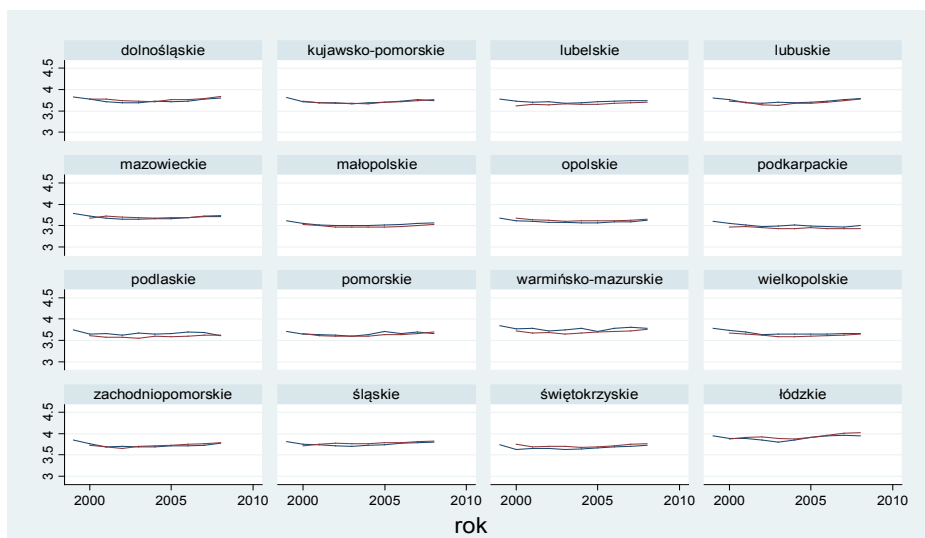 dolnośląskie kujawsko-pomorskie lubelskie lubuskie
4.5
4
3.5
3
mazowieckie małopolskie opolskie podkarpackie
4.5
4
3.5
3
podlaskie pomorskie warmińsko-mazurskie wielkopolskie
4.5
4
3.5
3
zachodniopomorskie śląskie świętokrzyskie łódzkie
4.5
4
3.5
3
2000 2005 2010 2000 2005 2010 2000 2005 2010 2000 2005 2010
rok